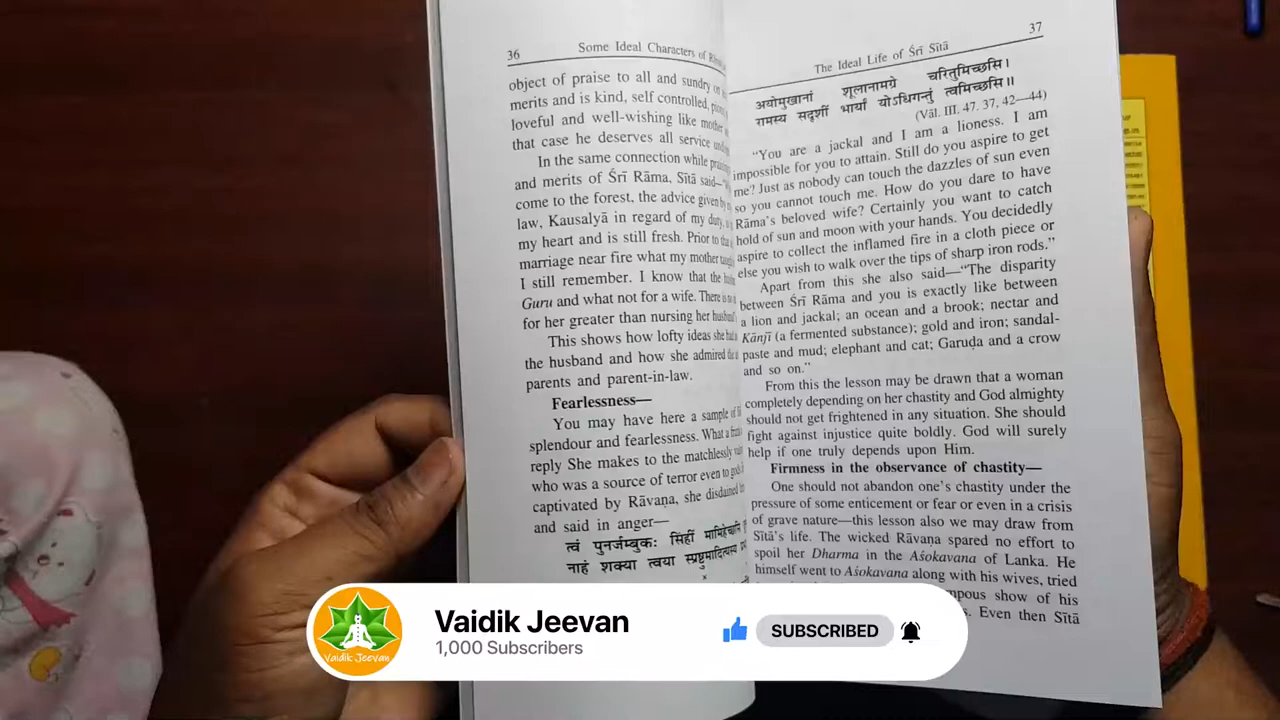 36 Some Ideal Characters of
object of praise to all and sundry
merits and is kind, self controlled,
loveful and well-wishing like mother
that case he deserves all service
In the same connection while
and merits of Śrī Rāma, Sītā said—
come to the forest, the advice given by
law, Kausalyā in regard of my duty,
my heart and is still fresh. Prior to
marriage near fire what my mother
I still remember. I know that the
Guru and what not for a wife. There is
for her greater than nursing her
This shows how lofty ideas she
the husband and how she admired
parents and parent-in-law.
Fearlessness—
You may have here a sample of
splendour and fearlessness. What a
reply She makes to the matchlessly
who was a source of terror even to
captivated by Rāvaṇa, she disdained
and said in anger—
त्वं पुनर्जम्बुकः सिंहीं
नाहं शक्या त्वया
x
The Ideal Life of Śrī Sītā 37
अयोमुखानां शूलानामग्रे चरितुमिच्छसि।
रामस्य सदृशीं भार्यां योऽधिगन्तुं त्वमिच्छसि॥
(Vāl. III. 47. 37, 42—44)
"You are a jackal and I am a lioness. I am
impossible for you to attain. Still do you aspire to get
me? Just as nobody can touch the dazzles of sun even
so you cannot touch me. How do you dare to have
Rāma's beloved wife? Certainly you want to catch
hold of sun and moon with your hands. You decidedly
aspire to collect the inflamed fire in a cloth piece or
else you wish to walk over the tips of sharp iron rods."
Apart from this she also said—"The disparity
between Śrī Rāma and you is exactly like between
a lion and jackal; an ocean and a brook; nectar and
Kānjī (a fermented substance); gold and iron; sandal-
paste and mud; elephant and cat; Garuḍa and a crow
and so on."
From this the lesson may be drawn that a woman
completely depending on her chastity and God almighty
should not get frightened in any situation. She should
fight against injustice quite boldly. God will surely
help if one truly depends upon Him.
Firmness in the observance of chastity—
One should not abandon one's chastity under the
pressure of some enticement or fear or even in a crisis
of grave nature—this lesson also we may draw from
Sītā's life. The wicked Rāvaṇa spared no effort to
spoil her Dharma in the Aśokavana of Lanka. He
himself went to Aśokavana along with his wives, tried
show of his
Even then Sītā
Vaidik Jeevan
Vaidik Jeevan
1,000 Subscribers
SUBSCRIBED